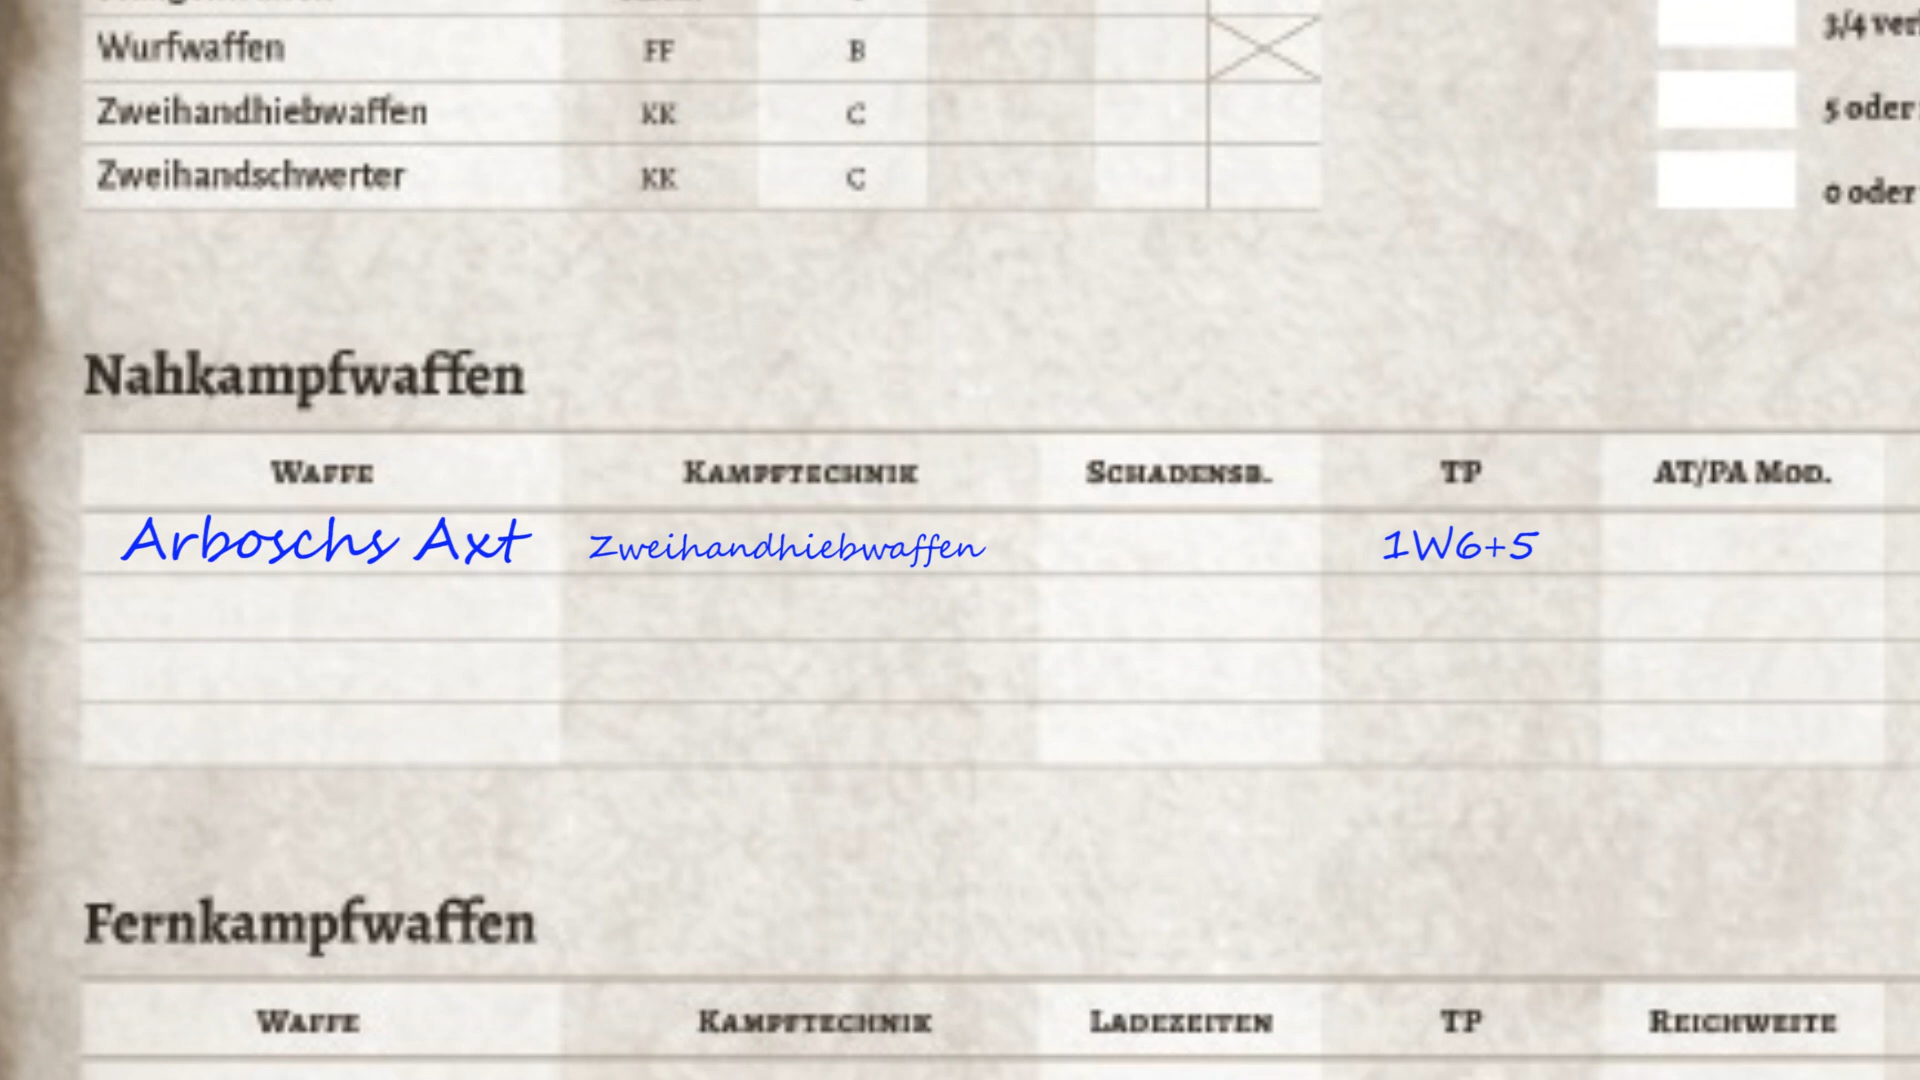 Wurfwaffen FF B
Zweihandhiebwaffen KK C
Zweihandschwerter KK C
3/4
5 oder
0 oder
Nahkampfwaffen
Waffe Kampftechnik Schadensb. TP AT/PA Mod.
Arboschs Axt Zweihandhiebwaffen 1W6+5
Fernkampfwaffen
Waffe Kampftechnik Ladezeiten TP Reichweite